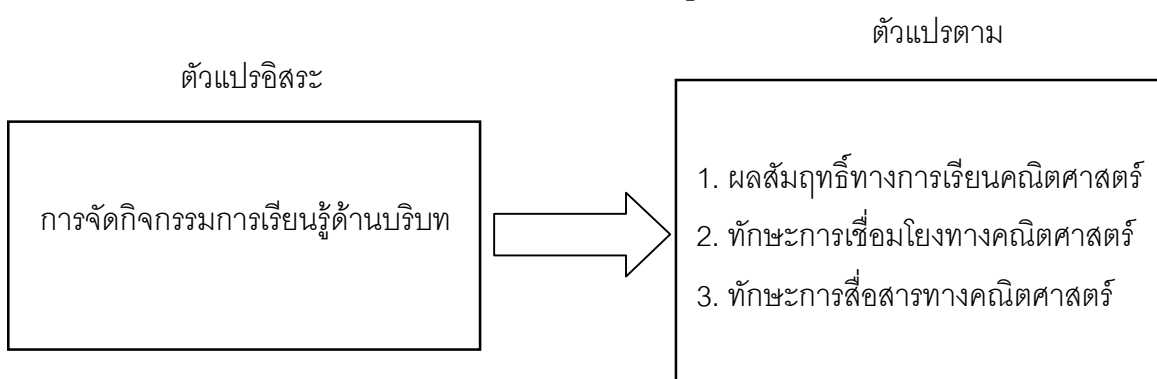 ตัวแปรอิสระ
การจัดกิจกรรมการเรียนรู้ด้านบริบท
ตัวแปรตาม
1. ผลสัมฤทธิ์ทางการเรียนคณิตศาสตร์
2. ทักษะการเชื่อมโยงทางคณิตศาสตร์
3. ทักษะการสื่อสารทางคณิตศาสตร์